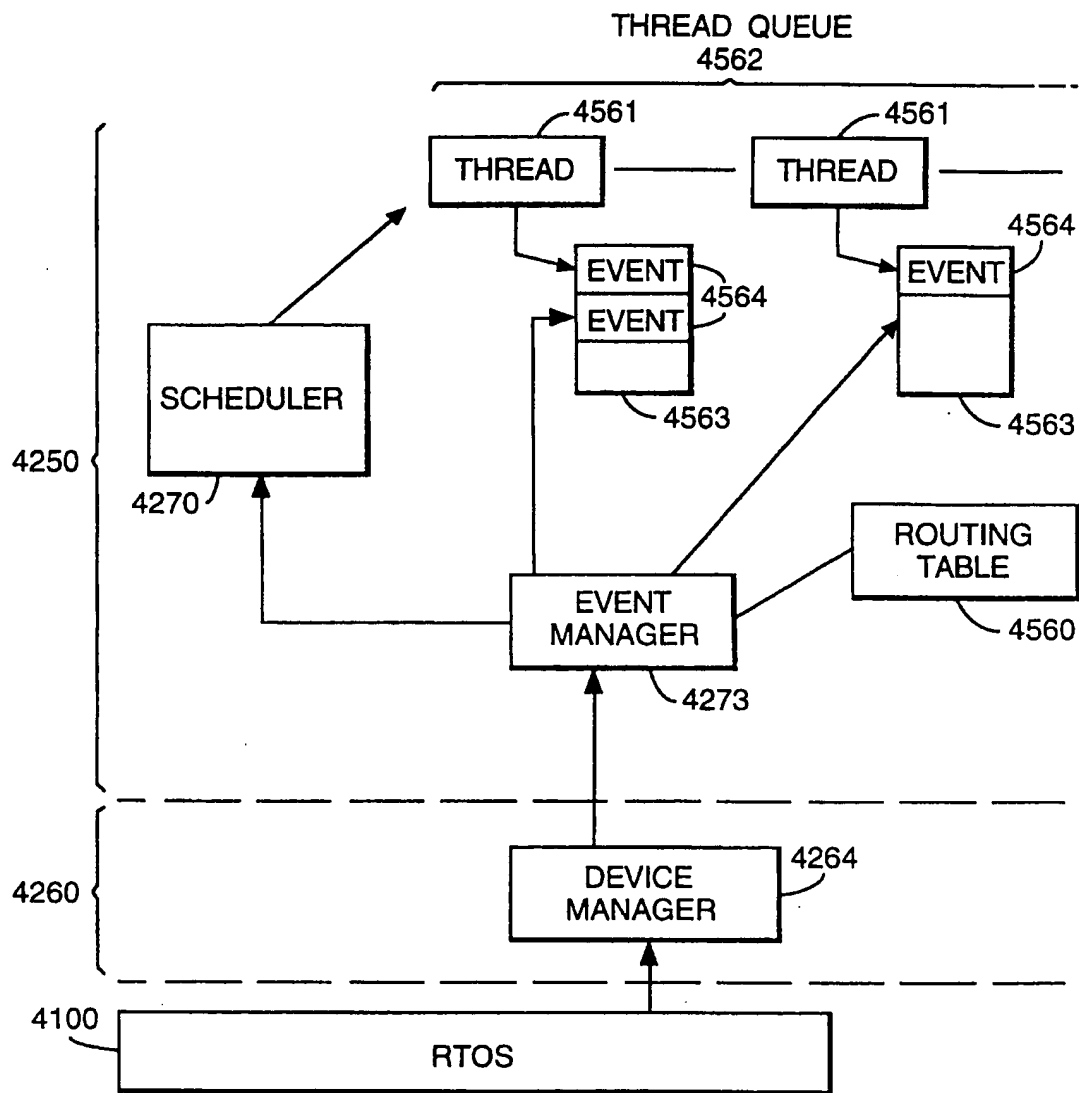 THREAD QUEUE
4562
4561
4561
THREAD
THREAD
4564
EVENT
4564
EVENT
EVENT
SCHEDULER
4563
4563
4250
4270
ROUTING
TABLE
EVENT
MANAGER
4560
4273
4264
4260
DEVICE
MANAGER
4100
RTOS